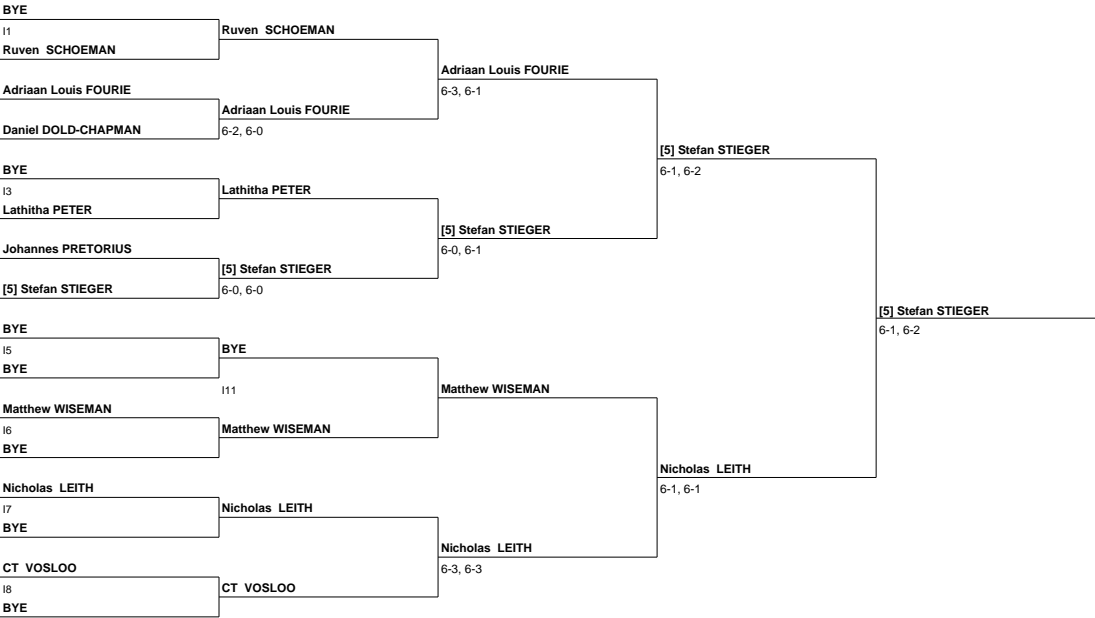 BYE
I1
Ruven  SCHOEMAN
Adriaan Louis FOURIE
Daniel DOLD-CHAPMAN
BYE
I3
Lathitha PETER
Johannes PRETORIUS
[5] Stefan STIEGER
BYE
I5
BYE
Matthew WISEMAN
I6
BYE
Nicholas  LEITH
I7
BYE
CT  VOSLOO
I8
BYE
Ruven  SCHOEMAN
Adriaan Louis FOURIE
6-2, 6-0
Lathitha PETER
[5] Stefan STIEGER
6-0, 6-0
BYE
I11
Matthew WISEMAN
Nicholas  LEITH
CT  VOSLOO
Adriaan Louis FOURIE
6-3, 6-1
[5] Stefan STIEGER
6-0, 6-1
Matthew WISEMAN
Nicholas  LEITH
6-3, 6-3
[5] Stefan STIEGER
6-1, 6-2
Nicholas  LEITH
6-1, 6-1
[5] Stefan STIEGER
6-1, 6-2